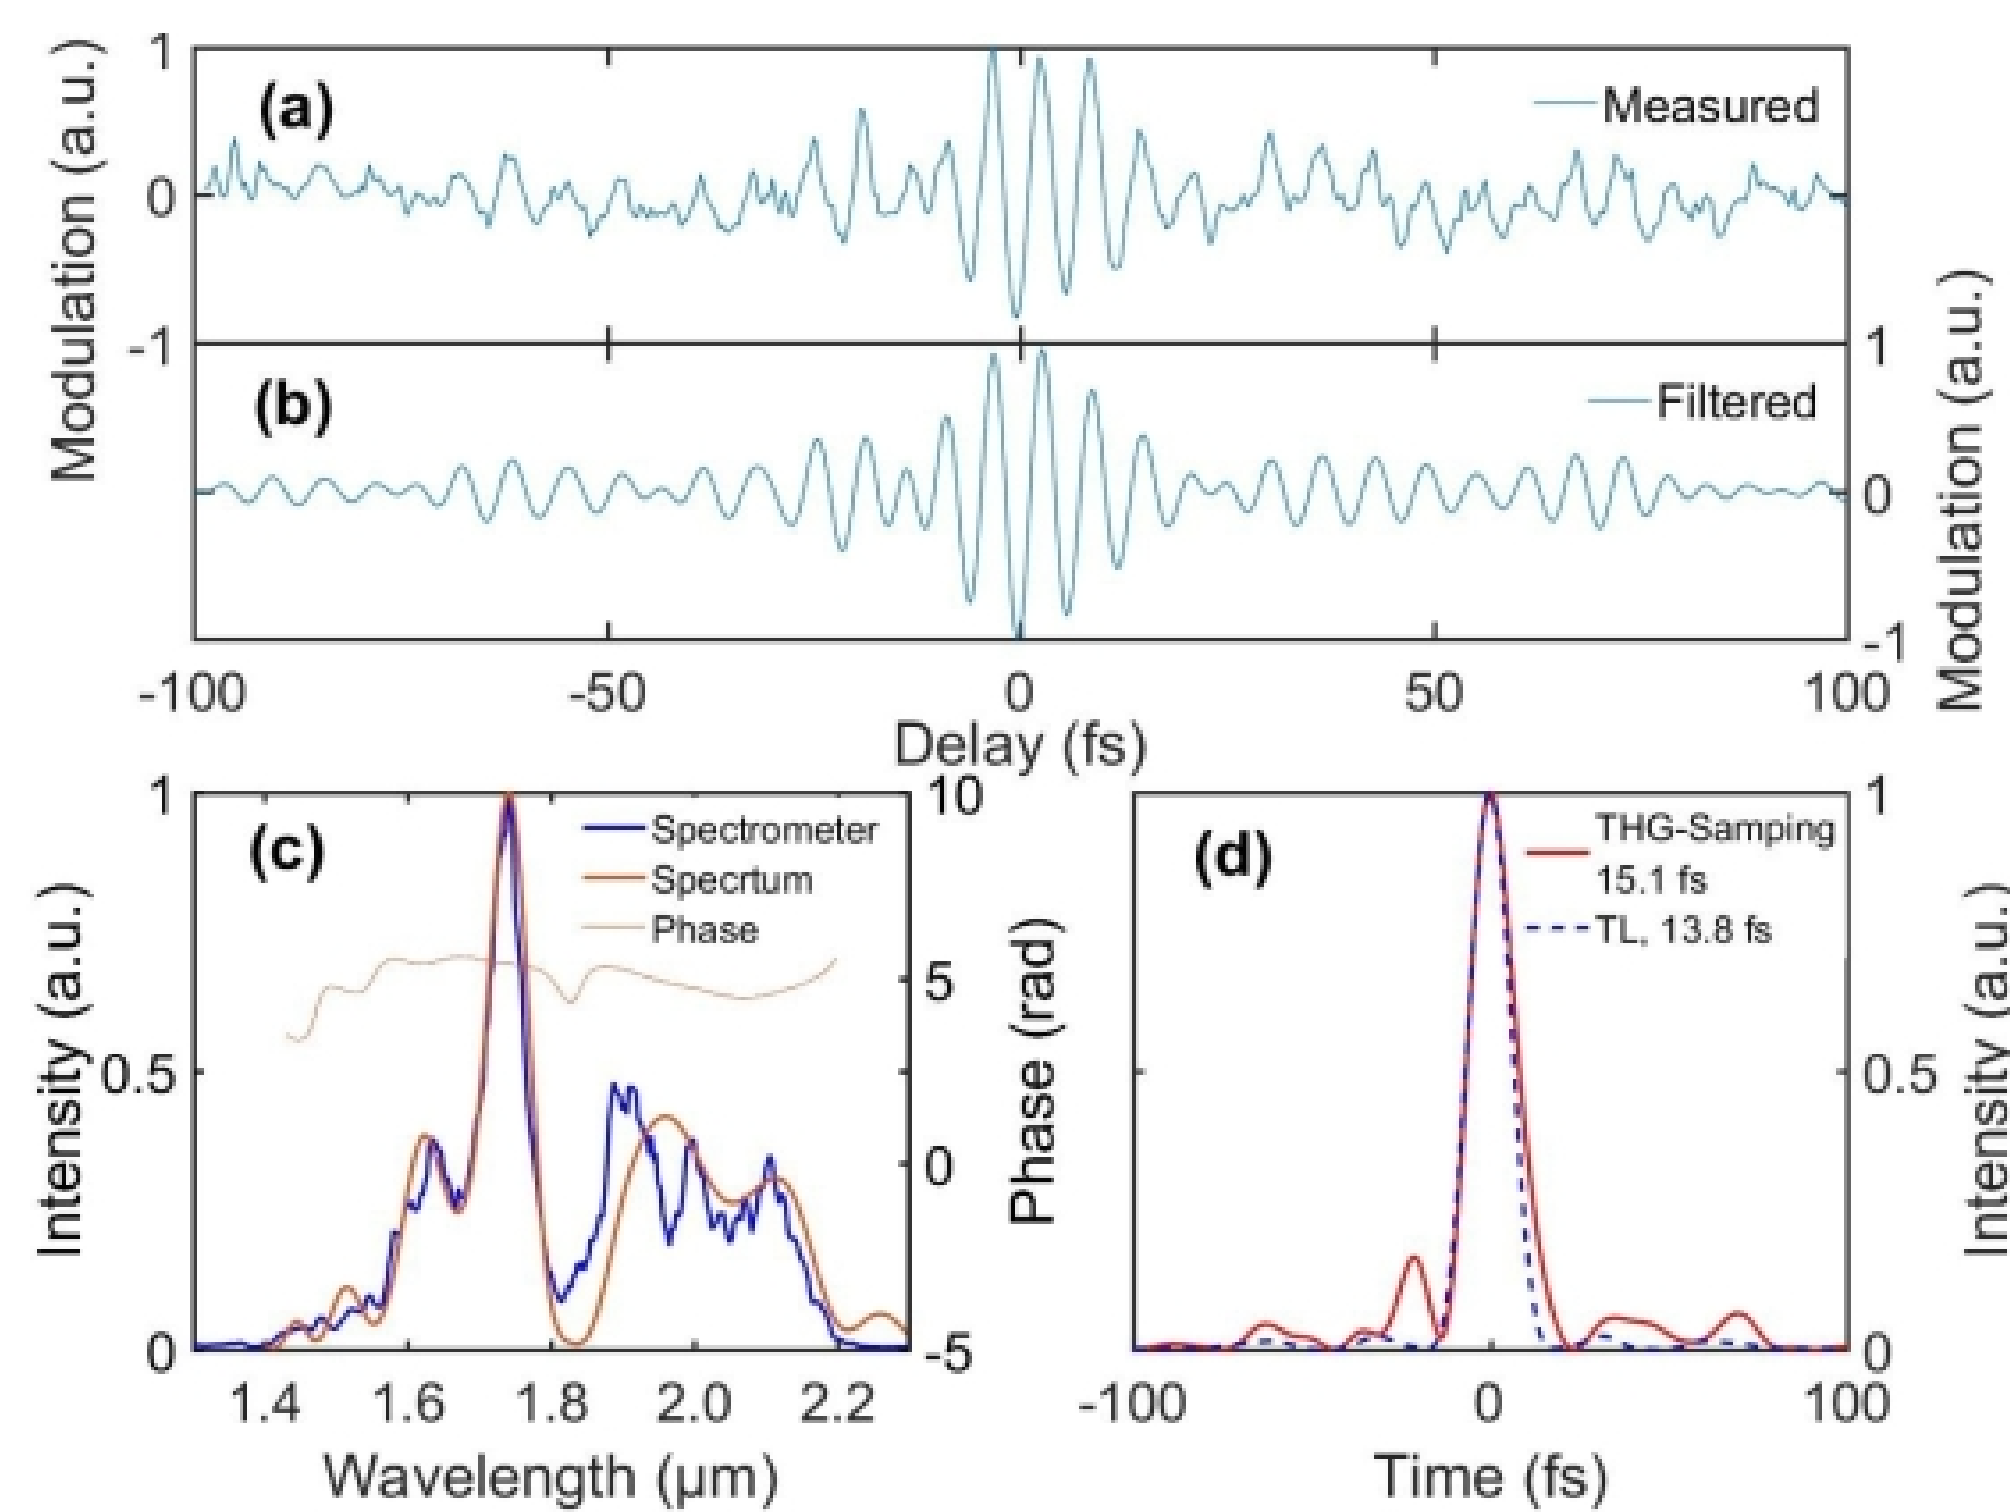 Modulation (a.u.)
1
0
-1
(a)
Measured
(b)
Filtered
1
0
-1
Modulation (a.u.)
-100
-50
0
50
100
Delay (fs)
Intensity (a.u.)
1
0.5
0
(c)
Spectrometer
Specrtum
Phase
10
5
0
-5
Phase (rad)
1.4
1.6
1.8
2.0
2.2
Wavelength (μm)
(d)
THG-Samping
15.1 fs
TL, 13.8 fs
1
0.5
0
Intensity (a.u.)
-100
0
100
Time (fs)